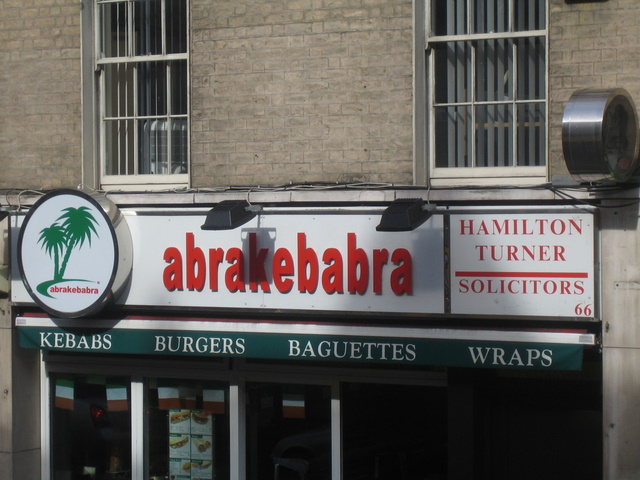 abrakebabra
abrakebabra
HAMILTON
TURNER
SOLICITORS
66
KEBABS BURGERS BAGUETTES WRAPS